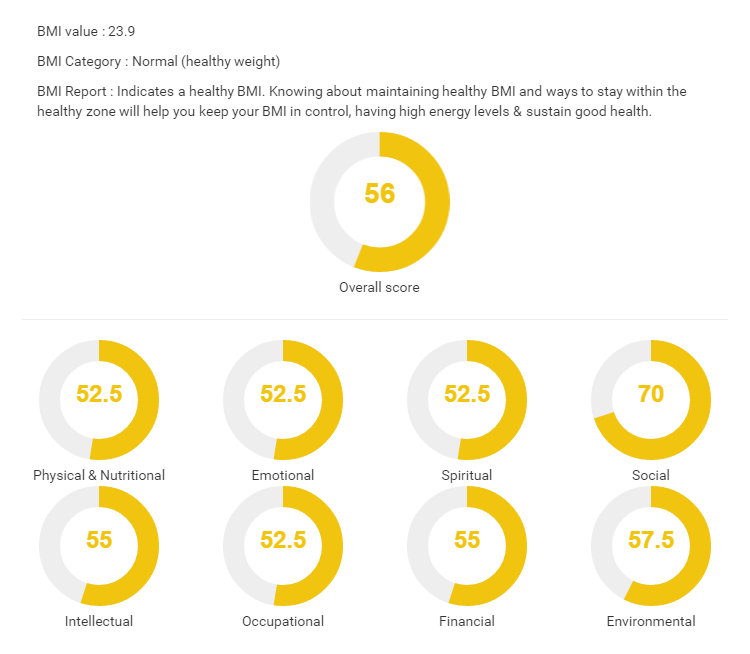 BMI value : 23.9
BMI Category : Normal (healthy weight)
BMI Report : Indicates a healthy BMI. Knowing about maintaining healthy BMI and ways to stay within the
healthy zone will help you keep your BMI in control, having high energy levels & sustain good health.
56
Overall score
52.5
52.5
52.5
70
Physical & Nutritional
Emotional
Spiritual
Social
55
52.5
55
57.5
Intellectual
Occupational
Financial
Environmental